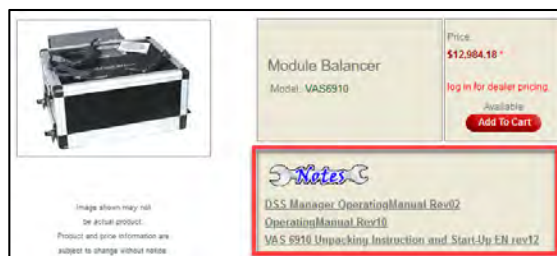 Module Balancer
Model: VAS6910
Price:
$12,984.18 *
log in for dealer pricing.
Available
Add To Cart
Notes
DSS Manager OperatingManual Rev02
OperatingManual Rev10
VAS 6910 Unpacking Instruction and Start-Up EN rev12
Image shown may not
be actual product.
Product and price information are
subject to change without notice.